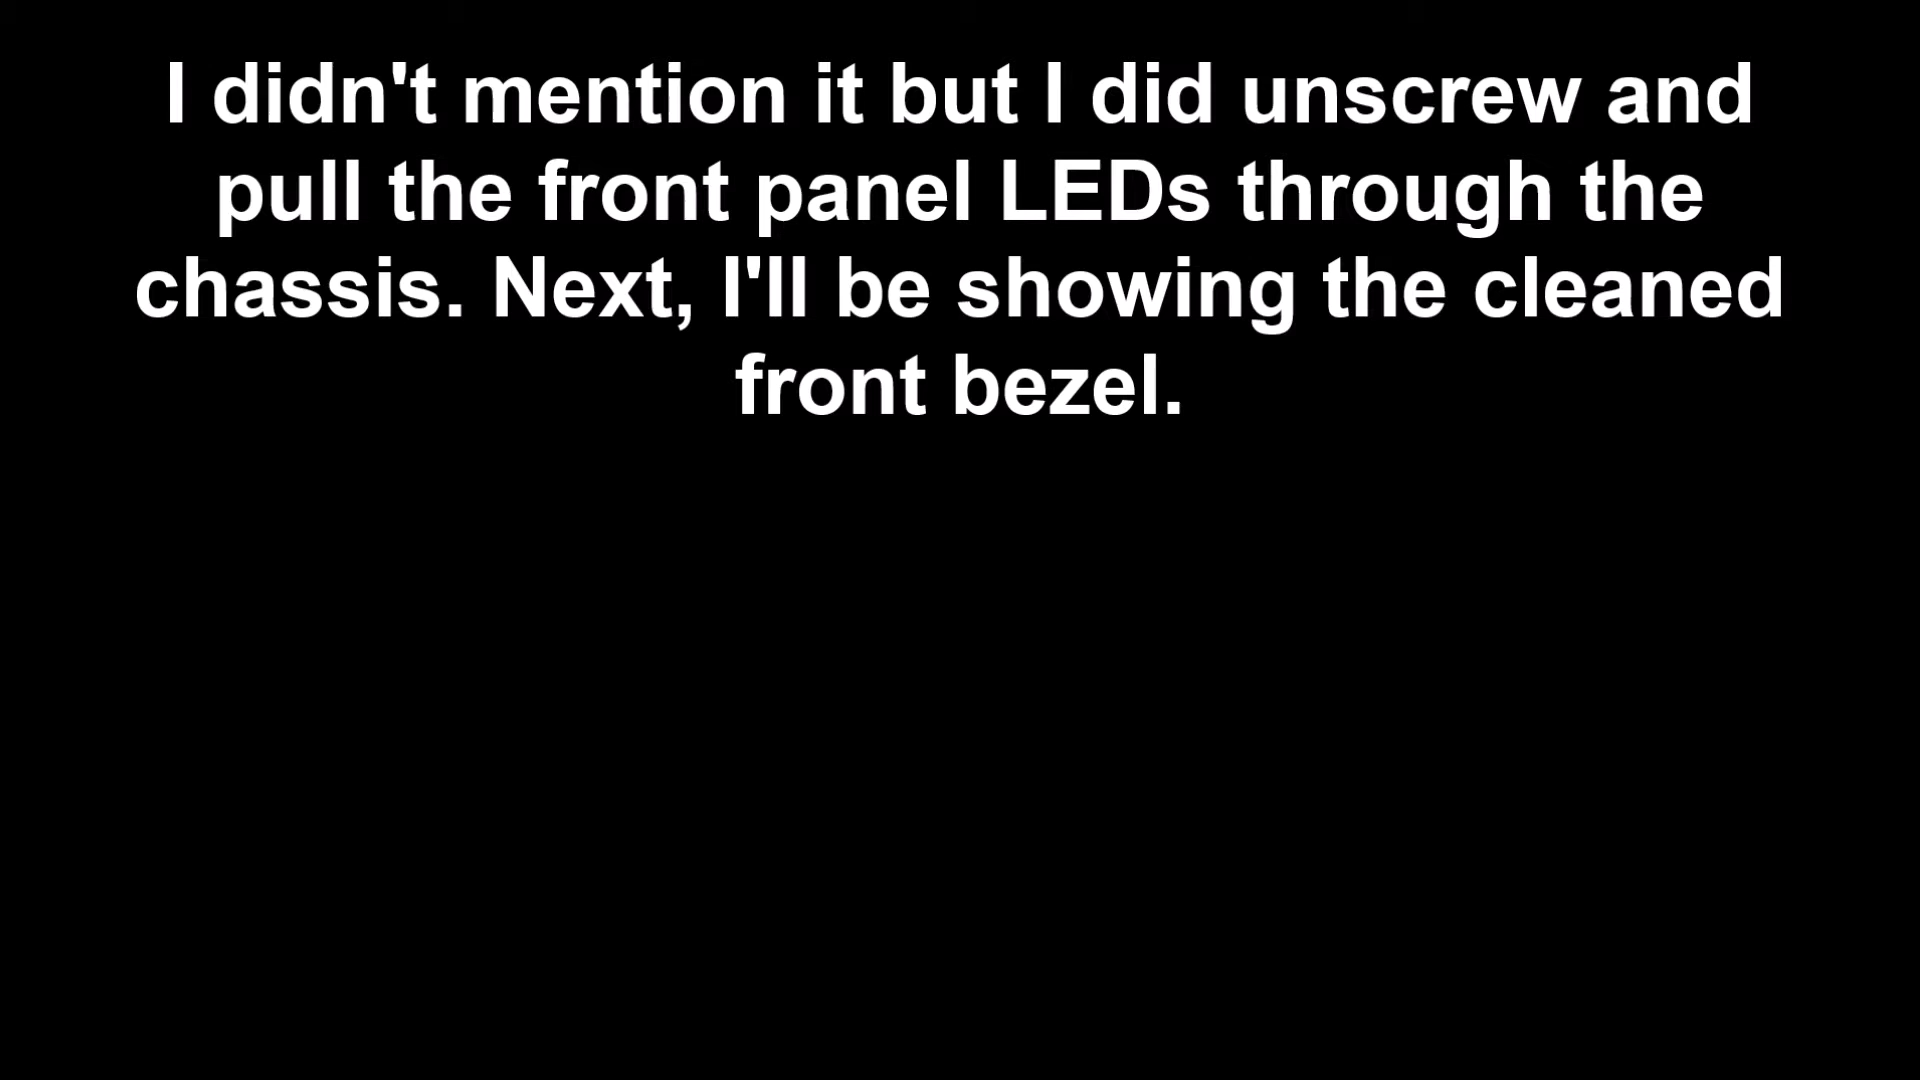 I didn't mention it but I did unscrew and
pull the front panel LEDs through the
chassis. Next, I'll be showing the cleaned
front bezel.